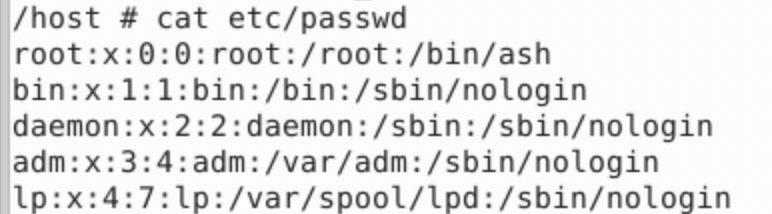 /host # cat etc/passwd
root:x:0:0:root:/root:/bin/ash
bin:x:1:1:bin:/bin:/sbin/nologin
daemon:x:2:2:daemon:/sbin:/sbin/nologin
adm:x:3:4:adm:/var/adm:/sbin/nologin
lp:x:4:7:lp:/var/spool/lpd:/sbin/nologin